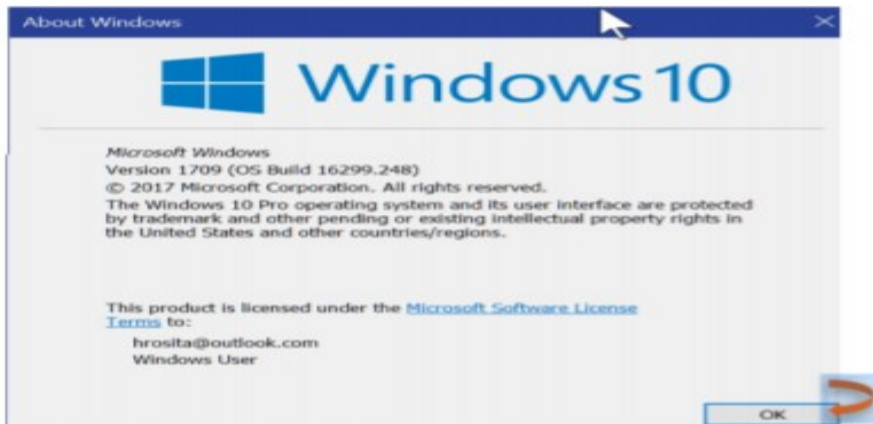 About Windows
Windows 10
Microsoft Windows
Version 1709 (OS Build 16299.248)
© 2017 Microsoft Corporation. All rights reserved.
The Windows 10 Pro operating system and its user interface are protected
by trademark and other pending or existing intellectual property rights in
the United States and other countries/regions.
This product is licensed under the Microsoft Software License
Terms to:
hrosita@outlook.com
Windows User
OK